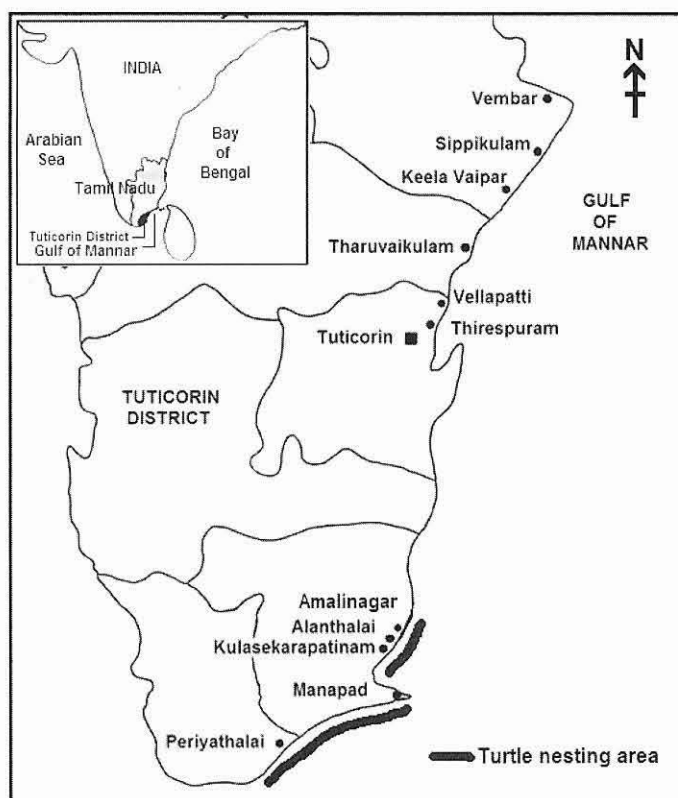 INDIA
Arabian
Sea
Bay
of
Bengal
Tamil Nadu
Tuticorin District
Gulf of Mannar
N
Vembar
Sippikulam
Keela Vaipar
GULF
OF
MANNAR
Tharuvaikulam
Vellapatti
Thirespuram
Tuticorin
TUTICORIN
DISTRICT
Amalinagar
Alanthalai
Kulasekarapatinam
Manapad
Periyathalai
Turtle nesting area